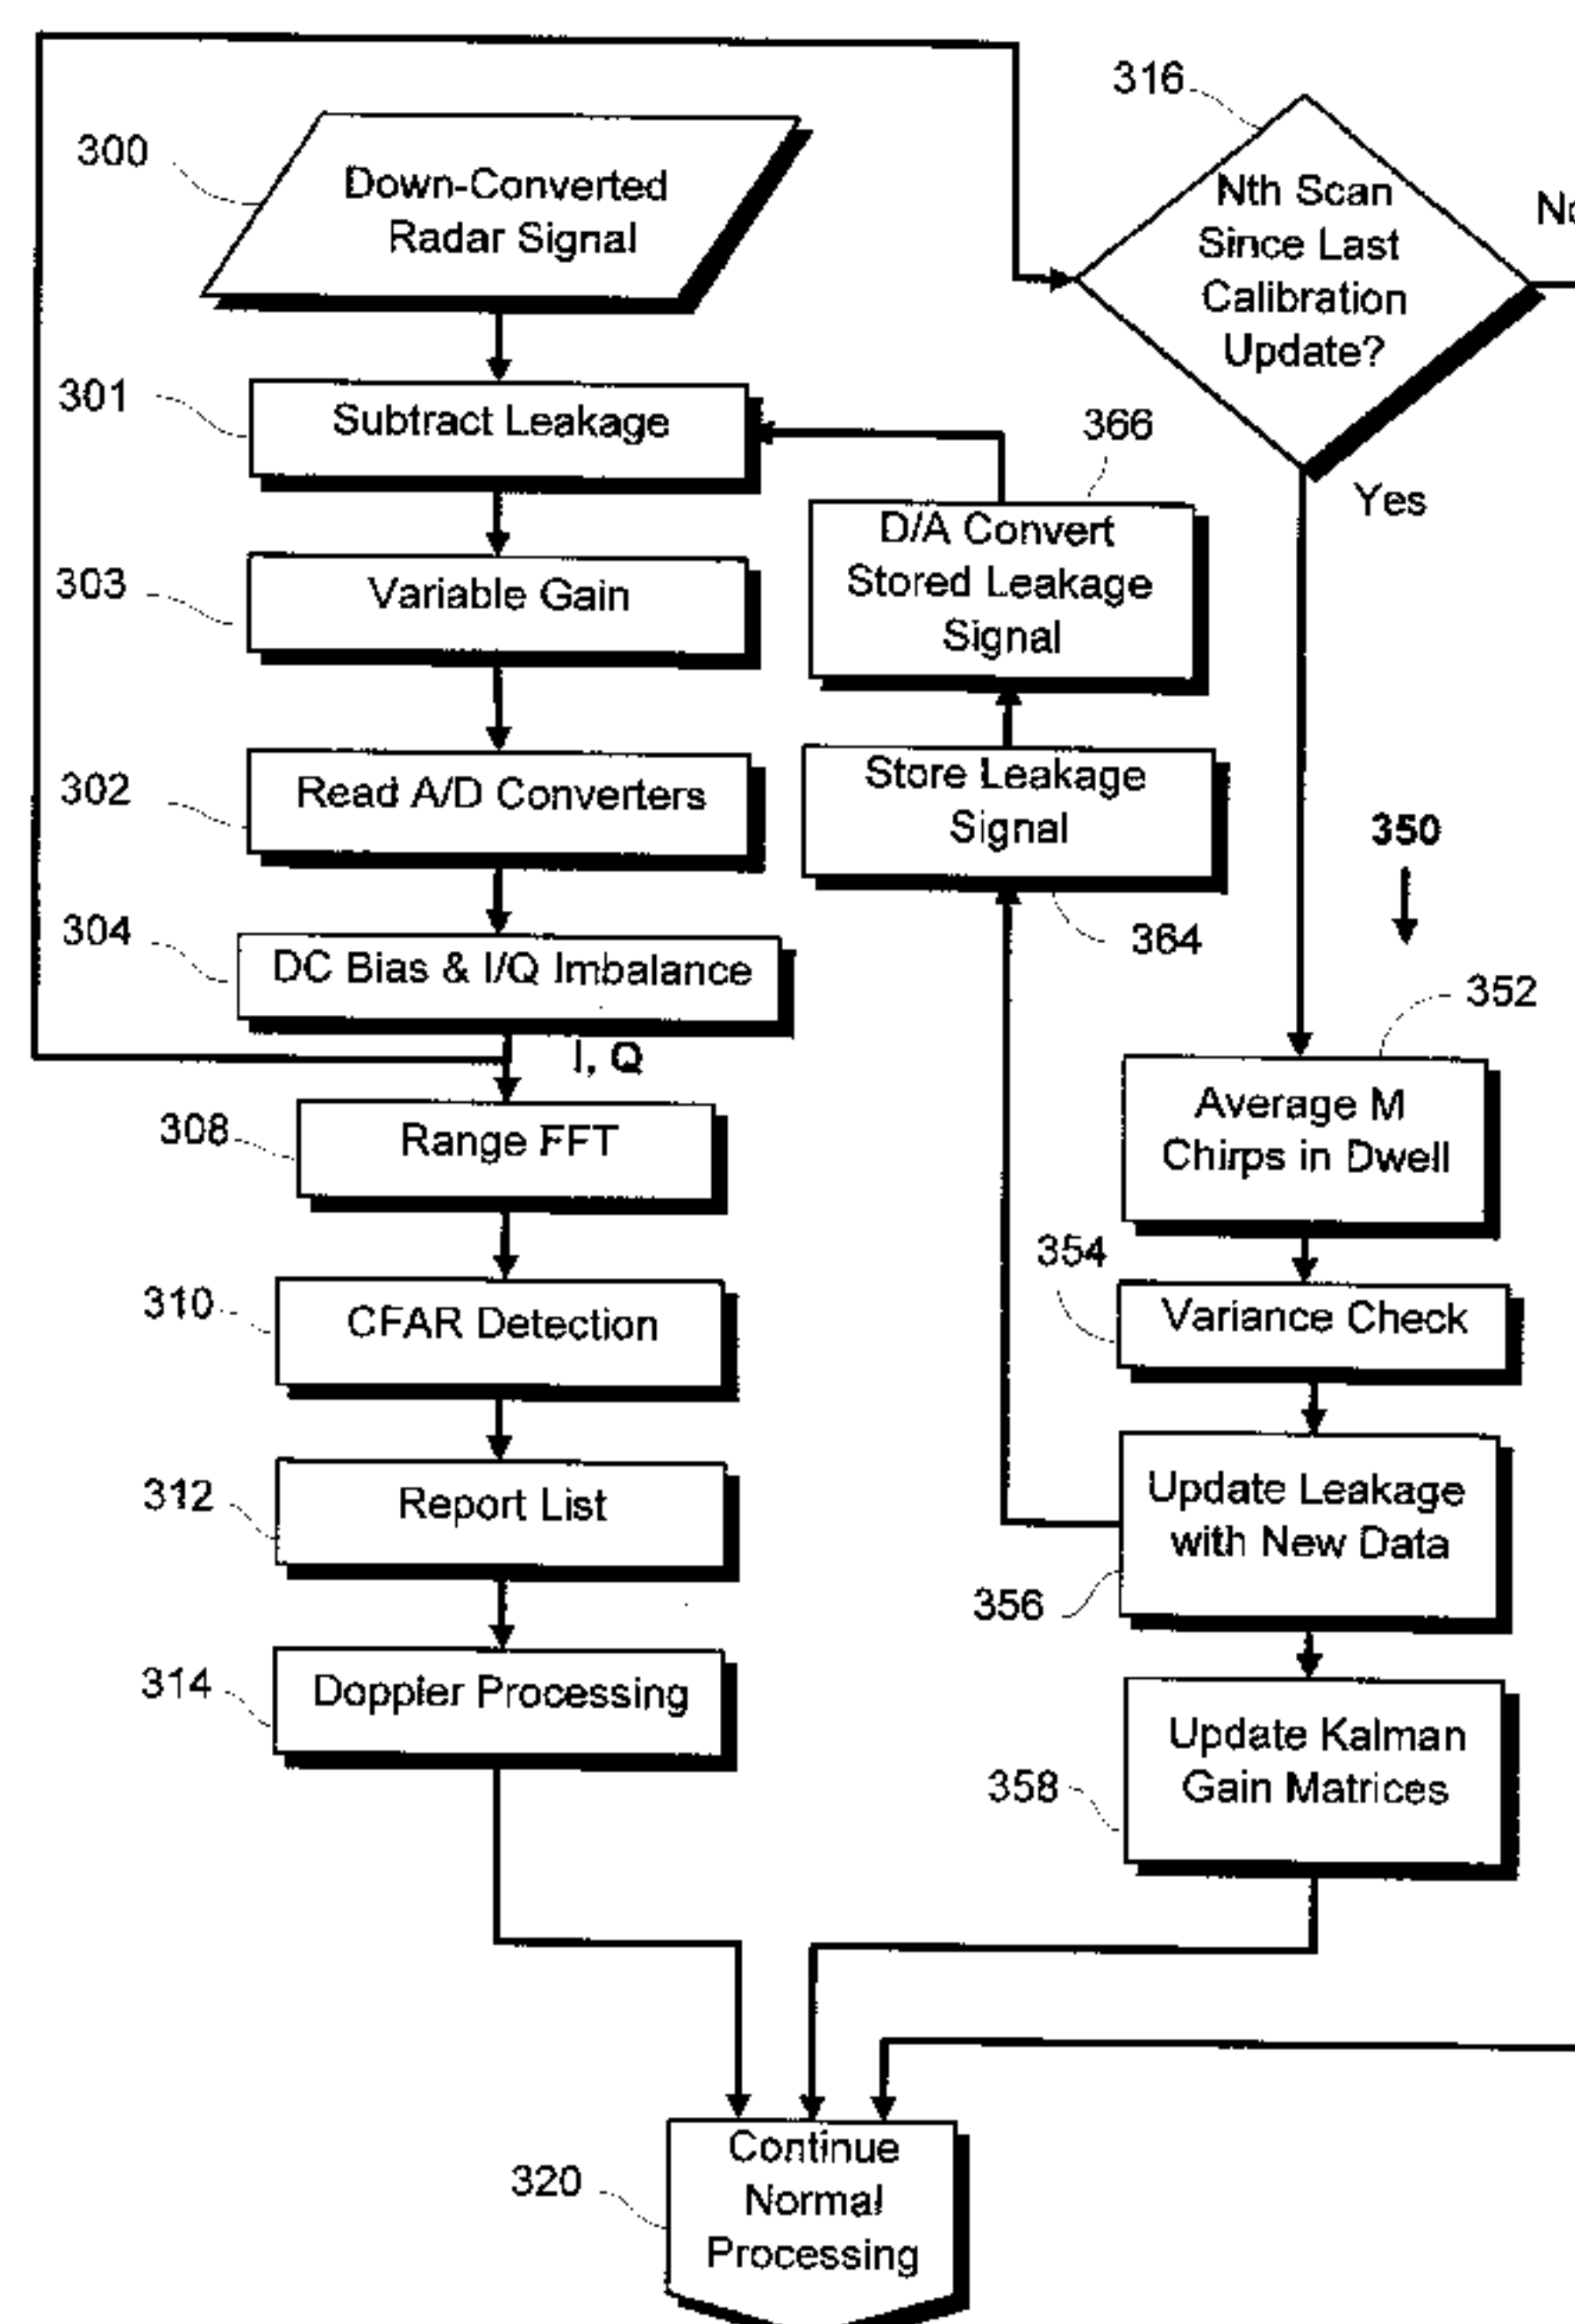 316
300
Down-Converted
Radar Signal
Nth Scan
Since Last
Calibration
Update?
No
301
Subtract Leakage
366
Yes
D/A Convert
Stored Leakage
Signal
303
Variable Gain
302
Read A/D Converters
Store Leakage
Signal
350
304
DC Bias & I/Q Imbalance
364
352
I, Q
308
Range FFT
Average M
Chirps in Dwell
354
310
CFAR Detection
Variance Check
312
Report List
Update Leakage
with New Data
356
314
Doppler Processing
Update Kalman
Gain Matrices
358
320
Continue
Normal
Processing